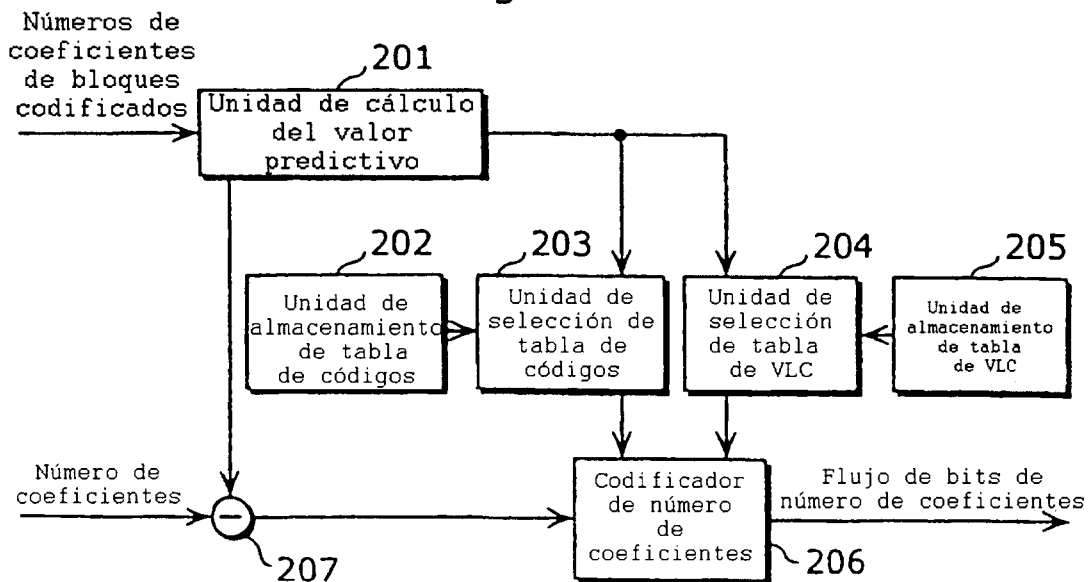 Números de
coeficientes
de bloques
codificados
201
Unidad de cálculo
del valor
predictivo
202
Unidad de
almacenamiento
de tabla
de códigos
203
Unidad de
selección de
tabla de
códigos
204
Unidad de
selección
de tabla
de VLC
205
Unidad de
almacenamiento
de tabla
de VLC
Número de
coeficientes
207
Codificador
de número
de
coeficientes
206
Flujo de bits de
número de coeficientes